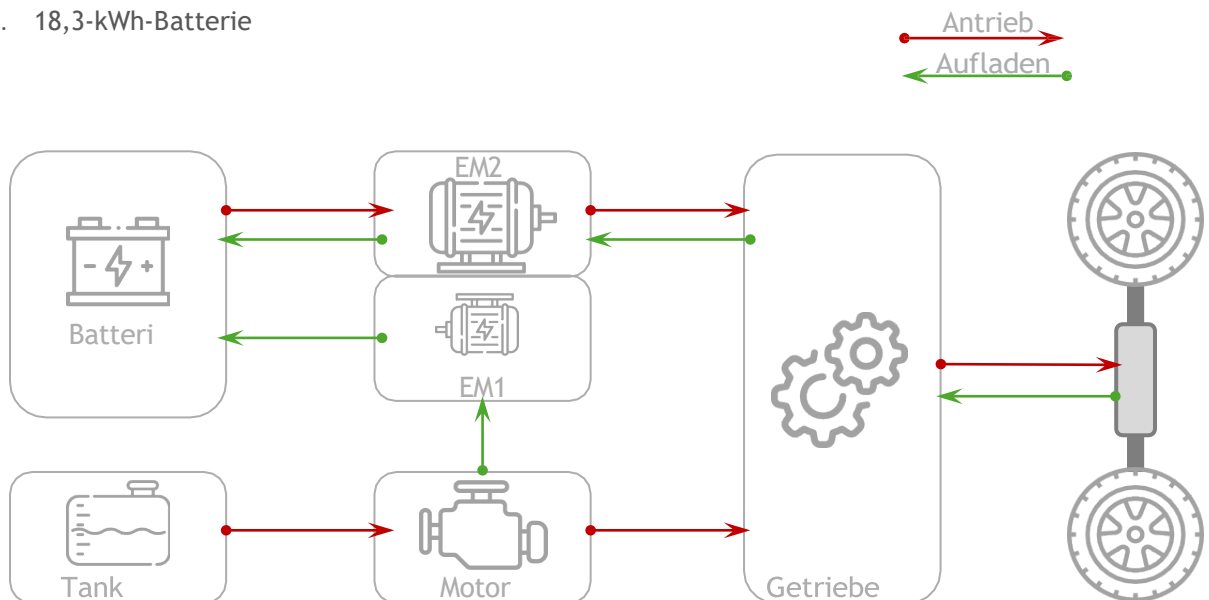 . 18,3-kWh-Batterie
Antrieb
Aufladen
EM2
Batteri
EM1
Tank
Motor
Getriebe